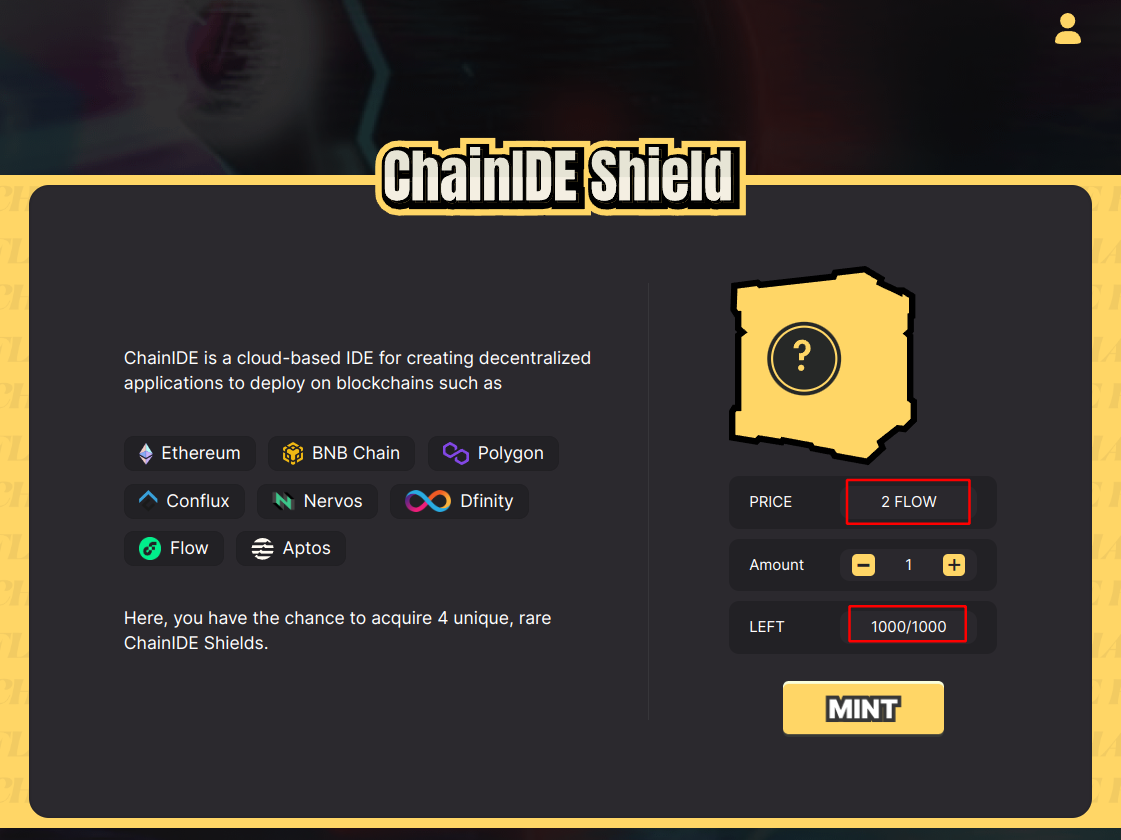 ChainIDE Shield
ChainIDE is a cloud-based IDE for creating decentralized
applications to deploy on blockchains such as
Ethereum
BNB Chain
Polygon
Conflux
Nervos
Dfinity
Flow
Aptos
Here, you have the chance to acquire 4 unique, rare
ChainIDE Shields.
?
PRICE 2 FLOW
Amount − 1 +
LEFT 1000/1000
MINT